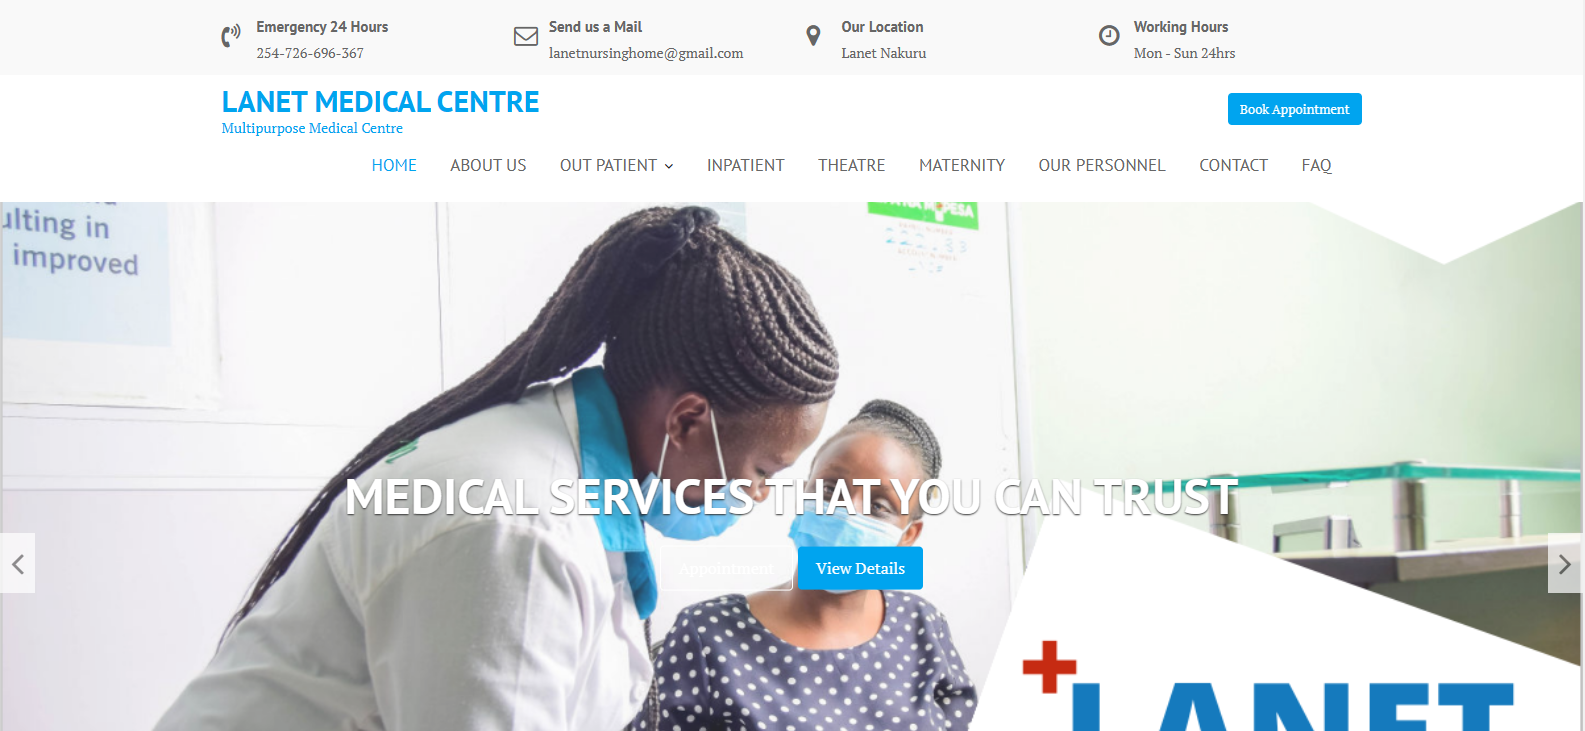 Emergency 24 Hours
254-726-696-367
Send us a Mail
lanetnursinghome@gmail.com
Our Location
Lanet Nakuru
Working Hours
Mon - Sun 24hrs
LANET MEDICAL CENTRE
Multipurpose Medical Centre
Book Appointment
HOME ABOUT US OUT PATIENT INPATIENT THEATRE MATERNITY OUR PERSONNEL CONTACT FAQ
ulting in
improved
MEDICAL SERVICES THAT YOU CAN TRUST
Appointment View Details
LANET